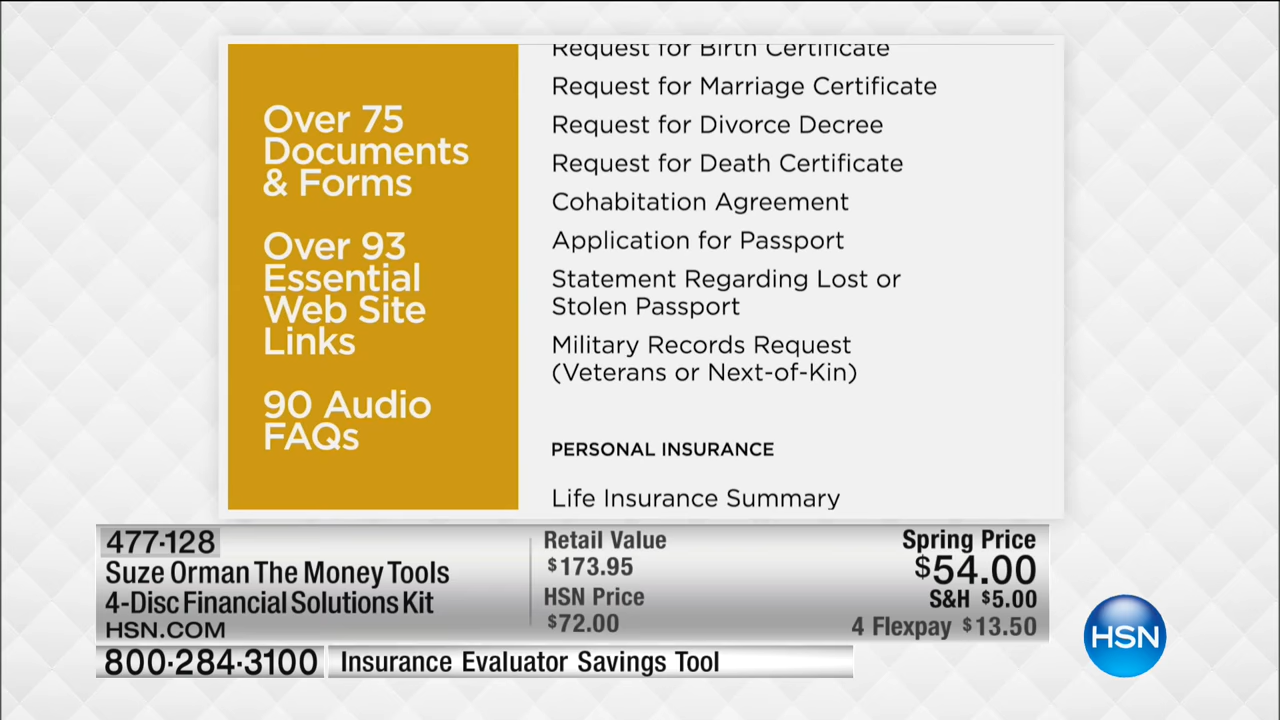 Over 75
Documents
& Forms
Over 93
Essential
Web Site
Links
90 Audio
FAQs
Request for Birth Certificate
Request for Marriage Certificate
Request for Divorce Decree
Request for Death Certificate
Cohabitation Agreement
Application for Passport
Statement Regarding Lost or
Stolen Passport
Military Records Request
(Veterans or Next-of-Kin)
PERSONAL INSURANCE
Life Insurance Summary
477-128
Suze Orman The Money Tools
4-Disc Financial Solutions Kit
HSN.COM
Retail Value
$173.95
HSN Price
$72.00
Spring Price
$54.00
S&H $5.00
4 Flexpay $13.50
HSN
800-284-3100
Insurance Evaluator Savings Tool